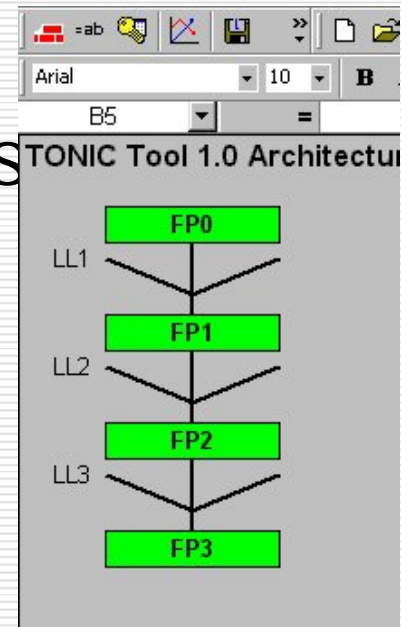 =ab
Arial 10 B
B5 =
S
TONIC Tool 1.0 Architectur
FP0
LL1
FP1
LL2
FP2
LL3
FP3